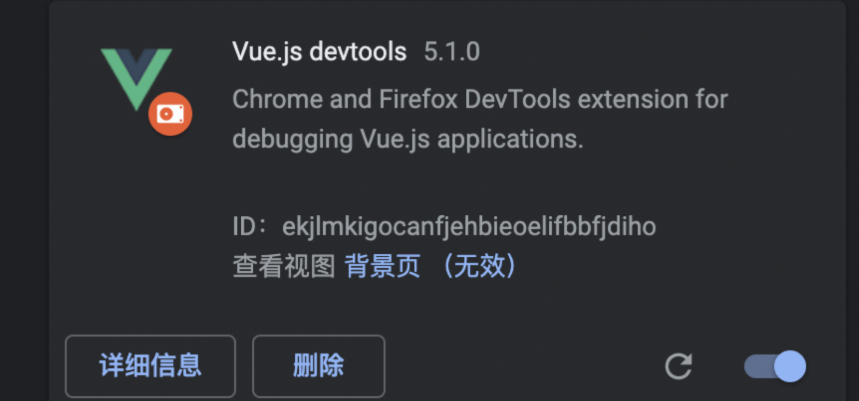 Vue.js devtools 5.1.0
Chrome and Firefox DevTools extension for
debugging Vue.js applications.
ID：ekjlmkigocanfjehbieoelifbbfjdiho
查看视图 背景页 （无效）
详细信息 删除